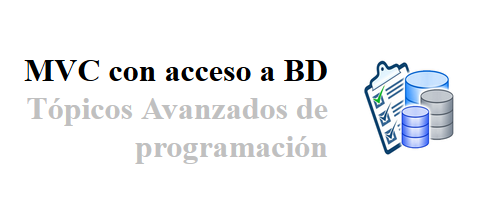 MVC con acceso a BD
Tópicos Avanzados de
programación